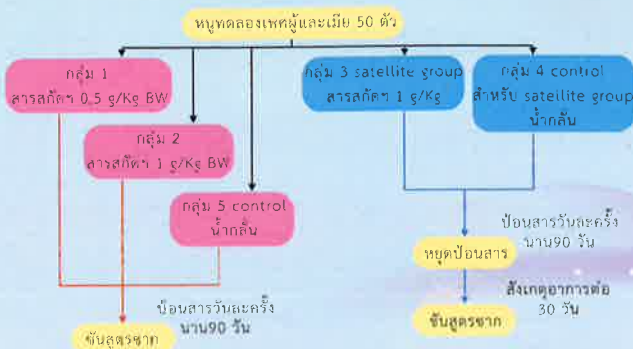 หนูทดลองเพศผู้และเมีย 50 ตัว
กลุ่ม 1
สารสกัดฯ 0.5 g/Kg BW
กลุ่ม 2
สารสกัดฯ 1 g/Kg BW
กลุ่ม 5 control
น้ำกลั่น
กลุ่ม 3 satellite group
สารสกัดฯ 1 g/Kg
กลุ่ม 4 control
สำหรับ satellite group
น้ำกลั่น
ป้อนสารวันละครั้ง
นาน90 วัน
ชันสูตรซาก
ป้อนสารวันละครั้ง
นาน90 วัน
หยุดป้อนสาร
สังเกตุอาการต่อ
30 วัน
ชันสูตรซาก